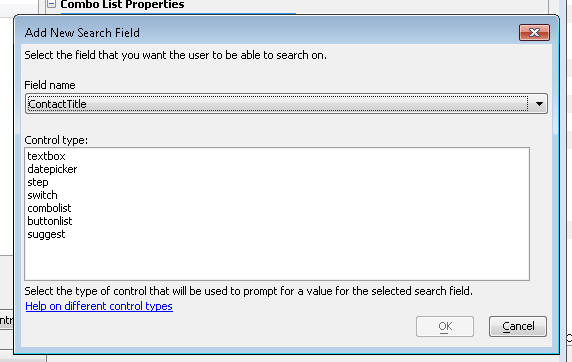 Combo List Properties
Add New Search Field
Select the field that you want the user to be able to search on.
Field name
ContactTitle
Control type:
textbox
datepicker
step
switch
combolist
buttonlist
suggest
Select the type of control that will be used to prompt for a value for the selected search field.
Help on different control types
OK
Cancel